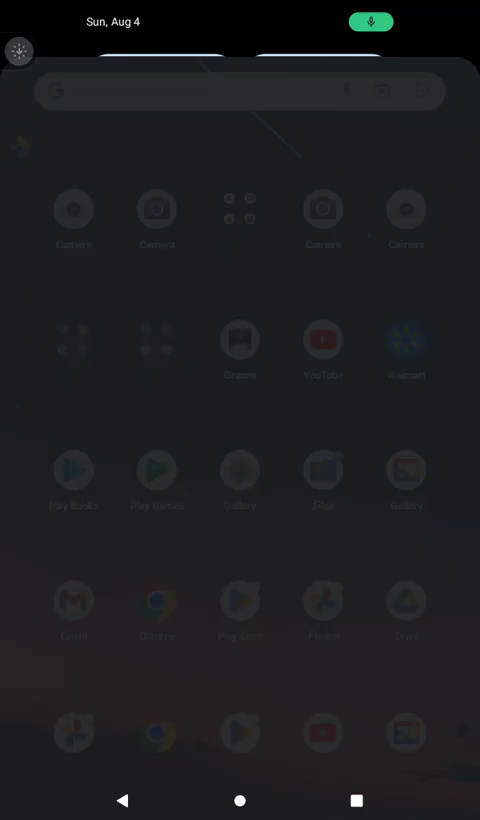 Sun, Aug 4
Camera Camera Camera Camera
YouTube Walmart
Play Books Play Games Gallery Files Gallery
Gmail Chrome Play Store Photos Drive